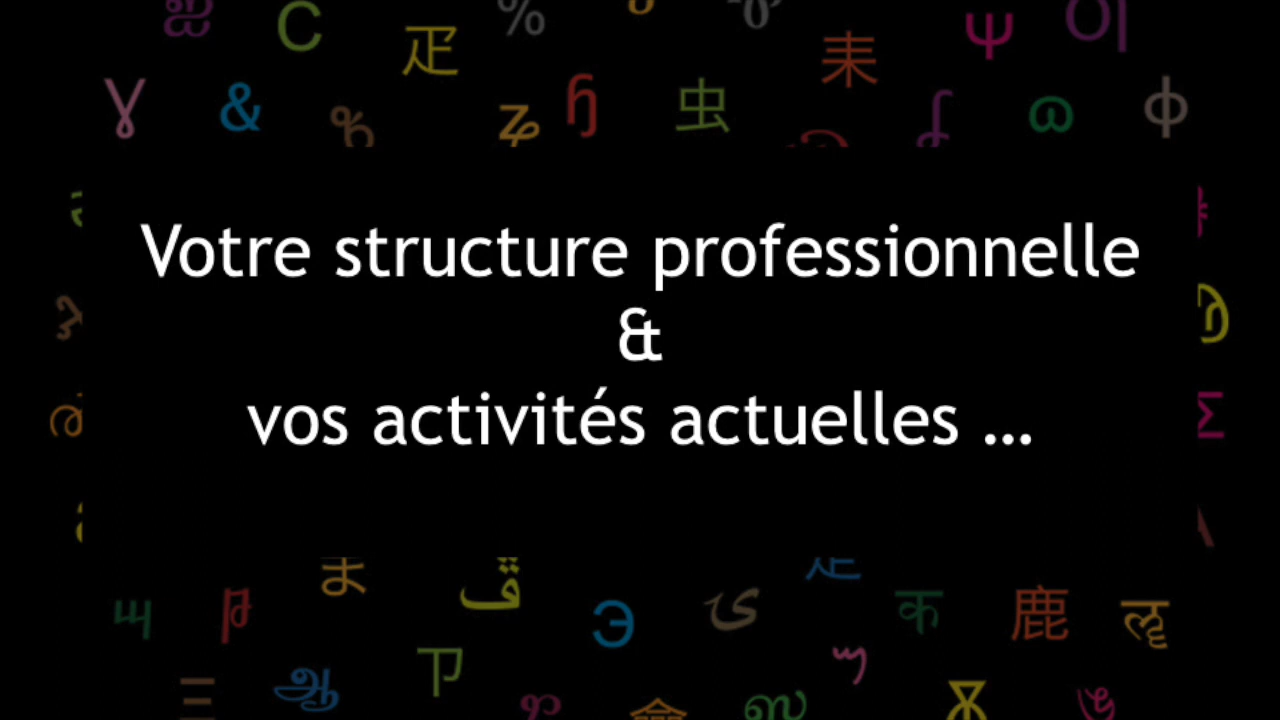 Votre structure professionnelle
&
vos activités actuelles ...